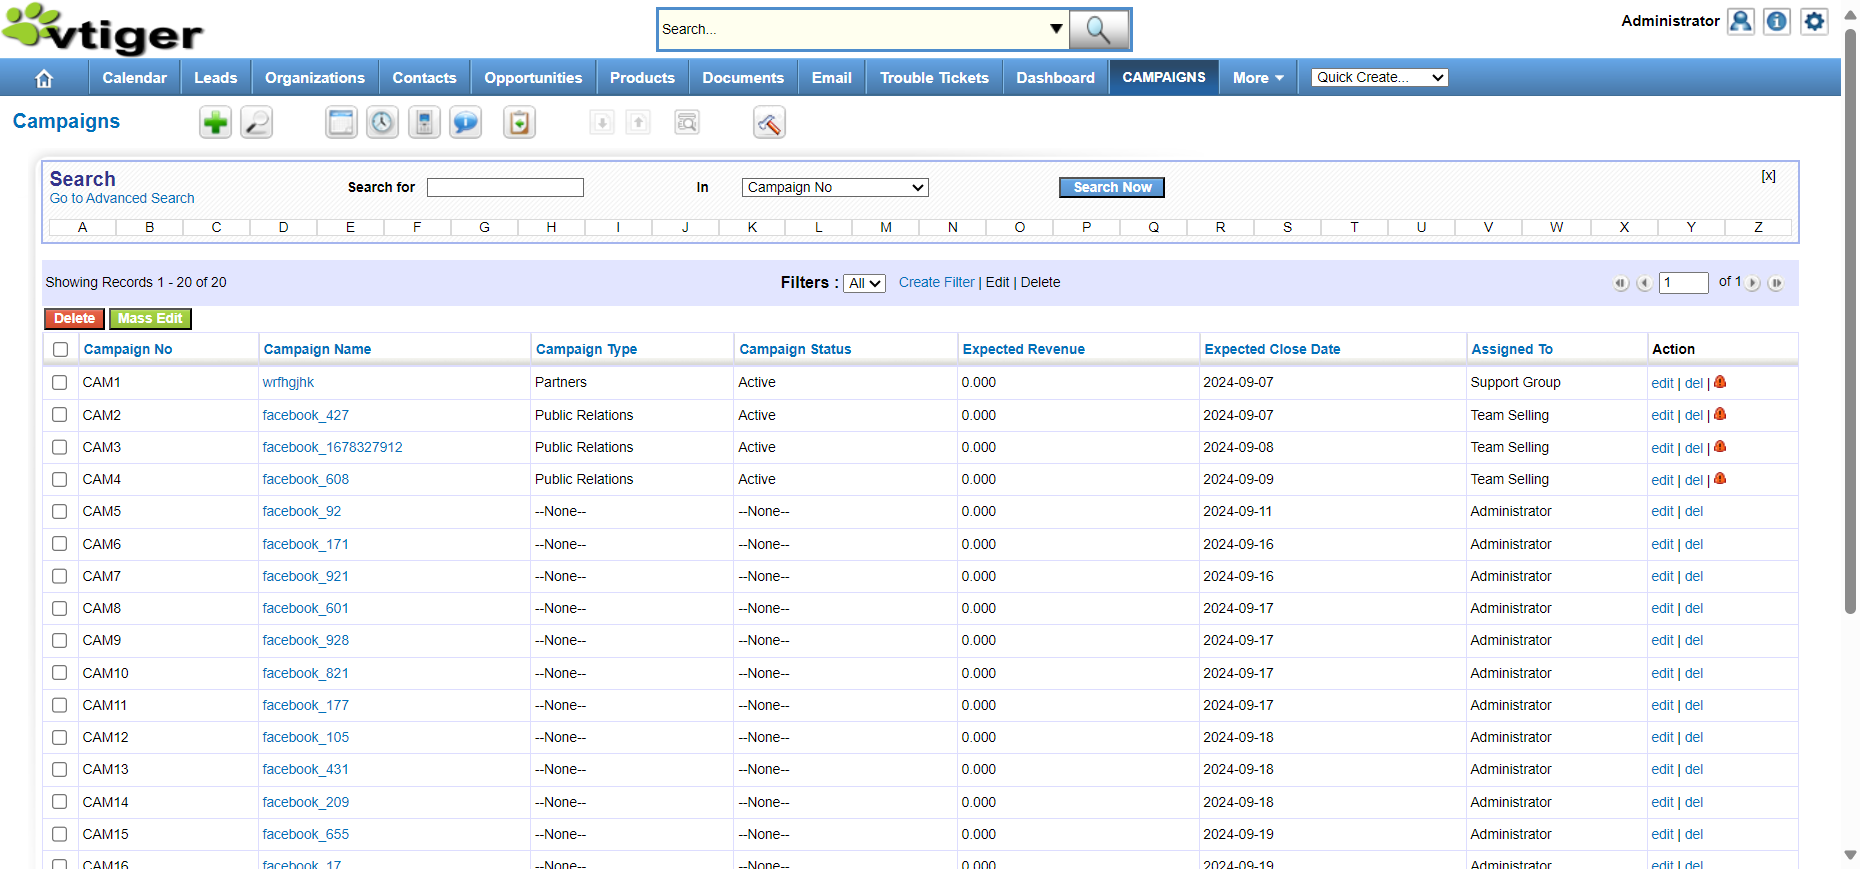 vtiger
Search...
Administrator
Calendar Leads Organizations Contacts Opportunities Products Documents Email Trouble Tickets Dashboard CAMPAIGNS More Quick Create...
Campaigns
Search
Go to Advanced Search
Search for In Campaign No Search Now [x]
A B C D E F G H I J K L M N O P Q R S T U V W X Y Z
Showing Records 1 - 20 of 20 Filters : All Create Filter | Edit | Delete 1 of 1
Delete Mass Edit
Campaign No Campaign Name Campaign Type Campaign Status Expected Revenue Expected Close Date Assigned To Action
CAM1 wrfhgjhk Partners Active 0.000 2024-09-07 Support Group edit | del |
CAM2 facebook_427 Public Relations Active 0.000 2024-09-07 Team Selling edit | del |
CAM3 facebook_1678327912 Public Relations Active 0.000 2024-09-08 Team Selling edit | del |
CAM4 facebook_608 Public Relations Active 0.000 2024-09-09 Team Selling edit | del |
CAM5 facebook_92 --None-- --None-- 0.000 2024-09-11 Administrator edit | del
CAM6 facebook_171 --None-- --None-- 0.000 2024-09-16 Administrator edit | del
CAM7 facebook_921 --None-- --None-- 0.000 2024-09-16 Administrator edit | del
CAM8 facebook_601 --None-- --None-- 0.000 2024-09-17 Administrator edit | del
CAM9 facebook_928 --None-- --None-- 0.000 2024-09-17 Administrator edit | del
CAM10 facebook_821 --None-- --None-- 0.000 2024-09-17 Administrator edit | del
CAM11 facebook_177 --None-- --None-- 0.000 2024-09-17 Administrator edit | del
CAM12 facebook_105 --None-- --None-- 0.000 2024-09-18 Administrator edit | del
CAM13 facebook_431 --None-- --None-- 0.000 2024-09-18 Administrator edit | del
CAM14 facebook_209 --None-- --None-- 0.000 2024-09-18 Administrator edit | del
CAM15 facebook_655 --None-- --None-- 0.000 2024-09-19 Administrator edit | del
CAM16 facebook_17 --None-- --None-- 0.000 2024-09-19 Administrator edit | del